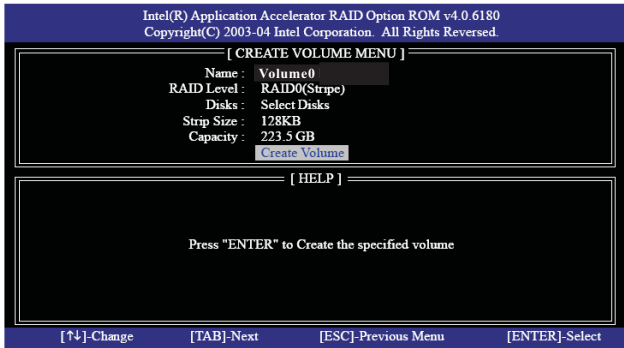 Intel(R) Application Accelerator RAID Option ROM v4.0.6180
Copyright(C) 2003-04 Intel Corporation. All Rights Reversed.
[ CREATE VOLUME MENU ]
Name : Volume0
RAID Level : RAID0(Stripe)
Disks : Select Disks
Strip Size : 128KB
Capacity : 223.5 GB
Create Volume
[ HELP ]
Press "ENTER" to Create the specified volume
[↑↓]-Change [TAB]-Next [ESC]-Previous Menu [ENTER]-Select